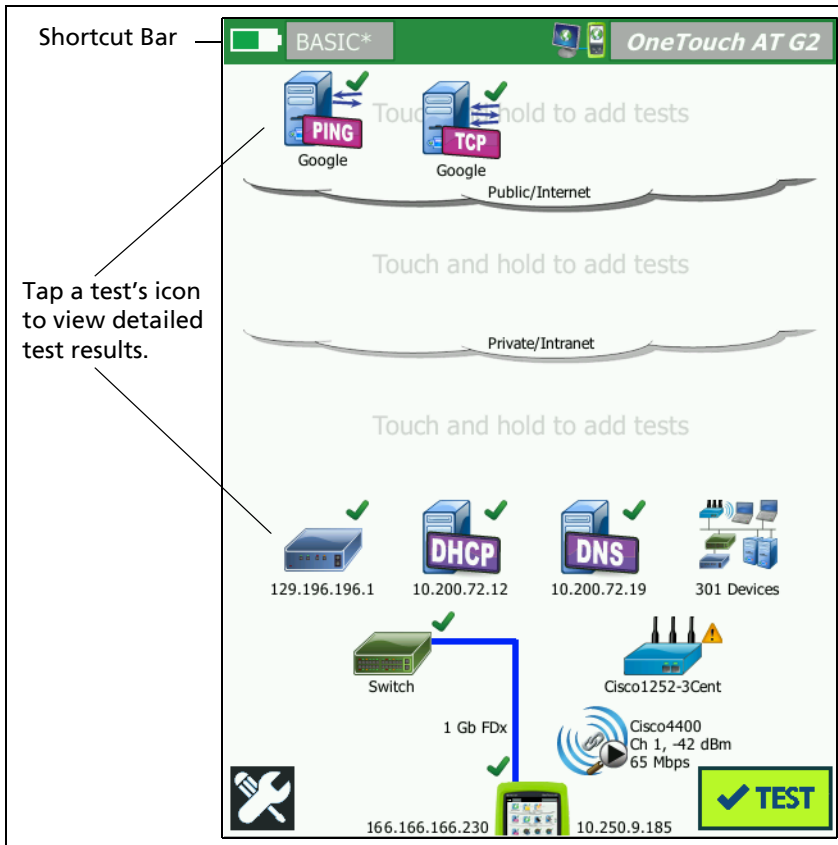 Shortcut Bar
BASIC*
OneTouch AT G2
Touch and hold to add tests
PING
TCP
Google
Google
Public/Internet
Tap a test's icon
to view detailed
test results.
Touch and hold to add tests
Private/Intranet
Touch and hold to add tests
DHCP
DNS
129.196.196.1
10.200.72.12
10.200.72.19
301 Devices
Switch
Cisco1252-3Cent
1 Gb FDx
Cisco4400
Ch 1, -42 dBm
65 Mbps
TEST
166.166.166.230
10.250.9.185